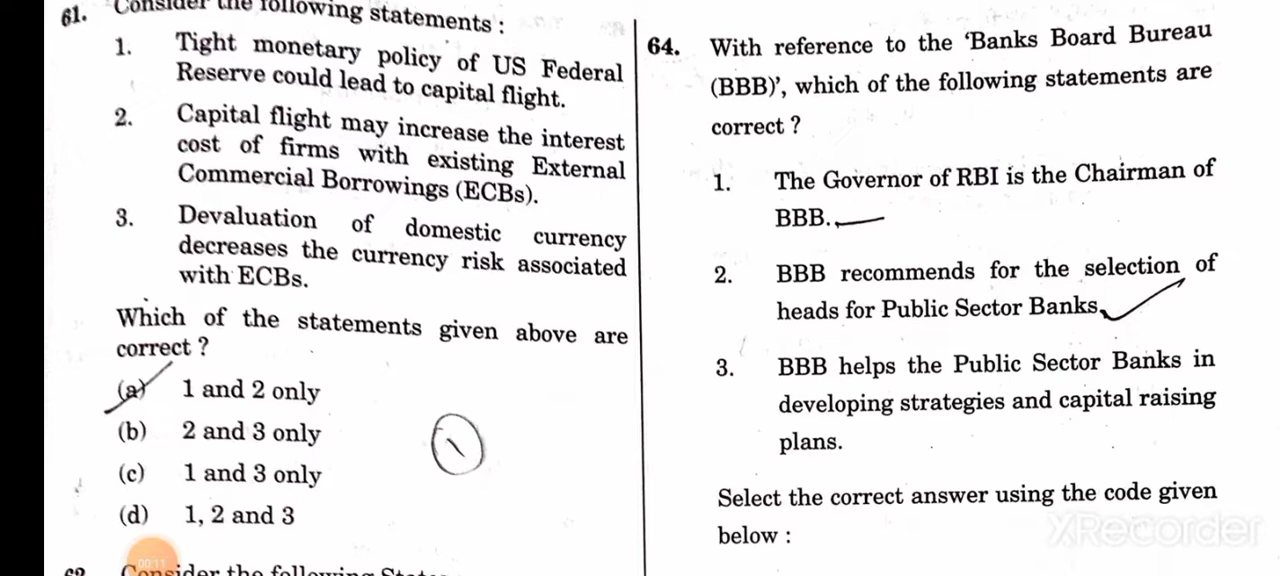 61. Consider the following statements :
1. Tight monetary policy of US Federal
Reserve could lead to capital flight.
2. Capital flight may increase the interest
cost of firms with existing External
Commercial Borrowings (ECBs).
3. Devaluation of domestic currency
decreases the currency risk associated
with ECBs.
Which of the statements given above are
correct ?
(a) 1 and 2 only
(b) 2 and 3 only
(c) 1 and 3 only
(d) 1, 2 and 3
62. Consider the following
64. With reference to the ‘Banks Board Bureau
(BBB)’, which of the following statements are
correct ?
1. The Governor of RBI is the Chairman of
BBB.
2. BBB recommends for the selection of
heads for Public Sector Banks.
3. BBB helps the Public Sector Banks in
developing strategies and capital raising
plans.
Select the correct answer using the code given
below :
XRecorder
00:11